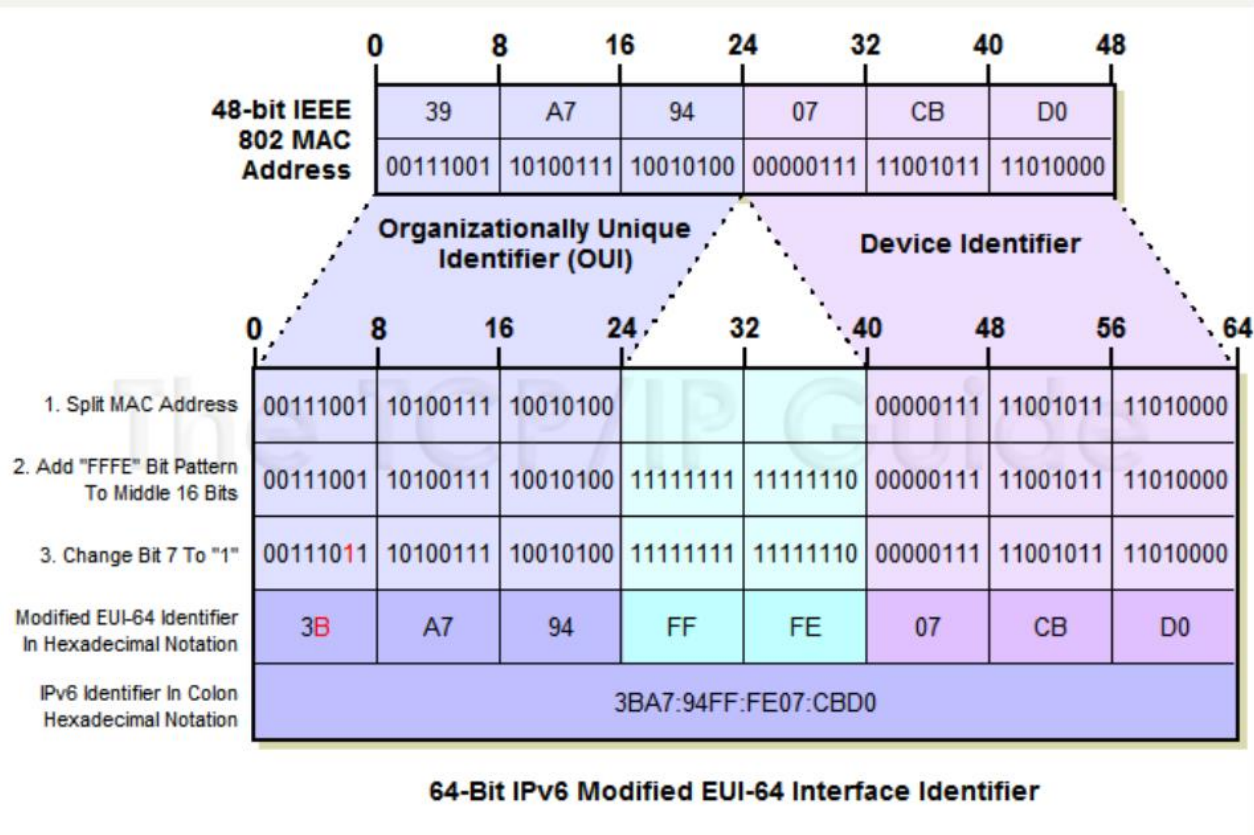 0 8 16 24 32 40 48
48-bit IEEE
802 MAC
Address
39 A7 94 07 CB D0
00111001 10100111 10010100 00000111 11001011 11010000
Organizationally Unique
Identifier (OUI)
Device Identifier
0 8 16 24 32 40 48 56 64
The TCP/IP Guide
1. Split MAC Address 00111001 10100111 10010100 00000111 11001011 11010000
2. Add "FFFE" Bit Pattern
To Middle 16 Bits
00111001 10100111 10010100 11111111 11111110 00000111 11001011 11010000
3. Change Bit 7 To "1" 00111011 10100111 10010100 11111111 11111110 00000111 11001011 11010000
Modified EUI-64 Identifier
In Hexadecimal Notation
3B A7 94 FF FE 07 CB D0
IPv6 Identifier In Colon
Hexadecimal Notation
3BA7:94FF:FE07:CBD0
64-Bit IPv6 Modified EUI-64 Interface Identifier